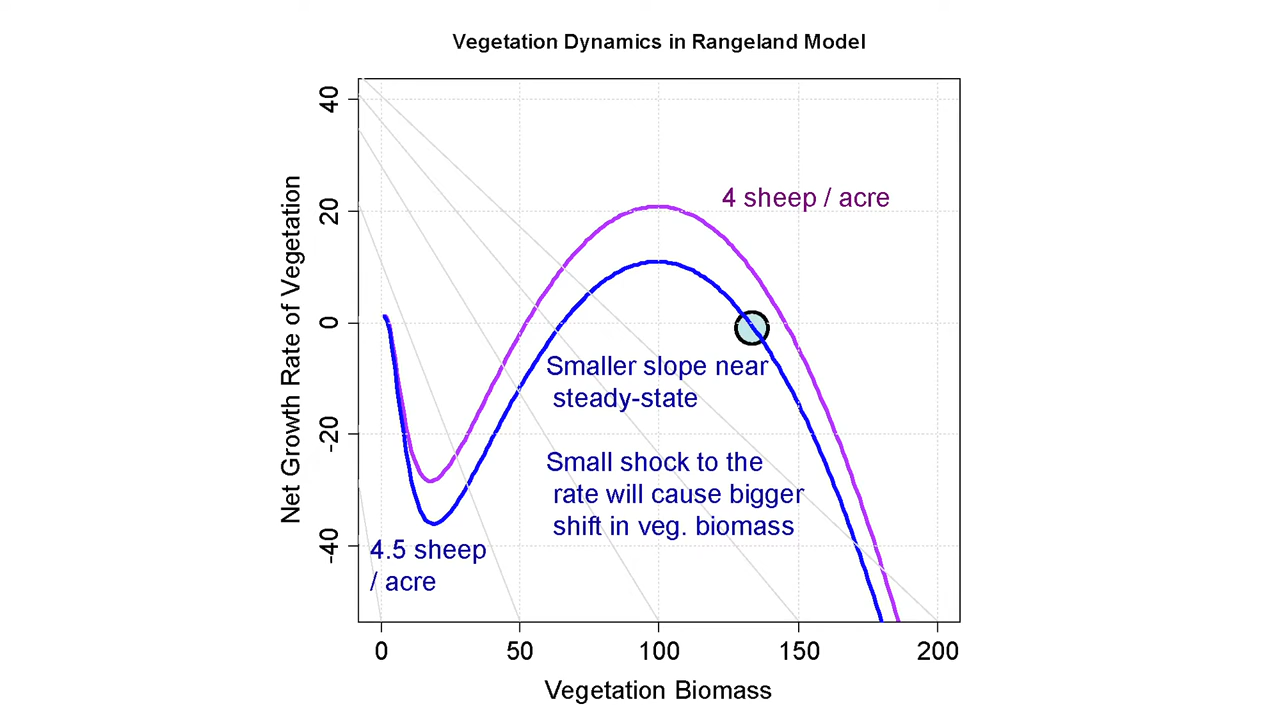 Vegetation Dynamics in Rangeland Model
Net Growth Rate of Vegetation
40
20
0
-20
-40
4 sheep / acre
Smaller slope near
steady-state
Small shock to the
rate will cause bigger
shift in veg. biomass
4.5 sheep
/ acre
0 50 100 150 200
Vegetation Biomass